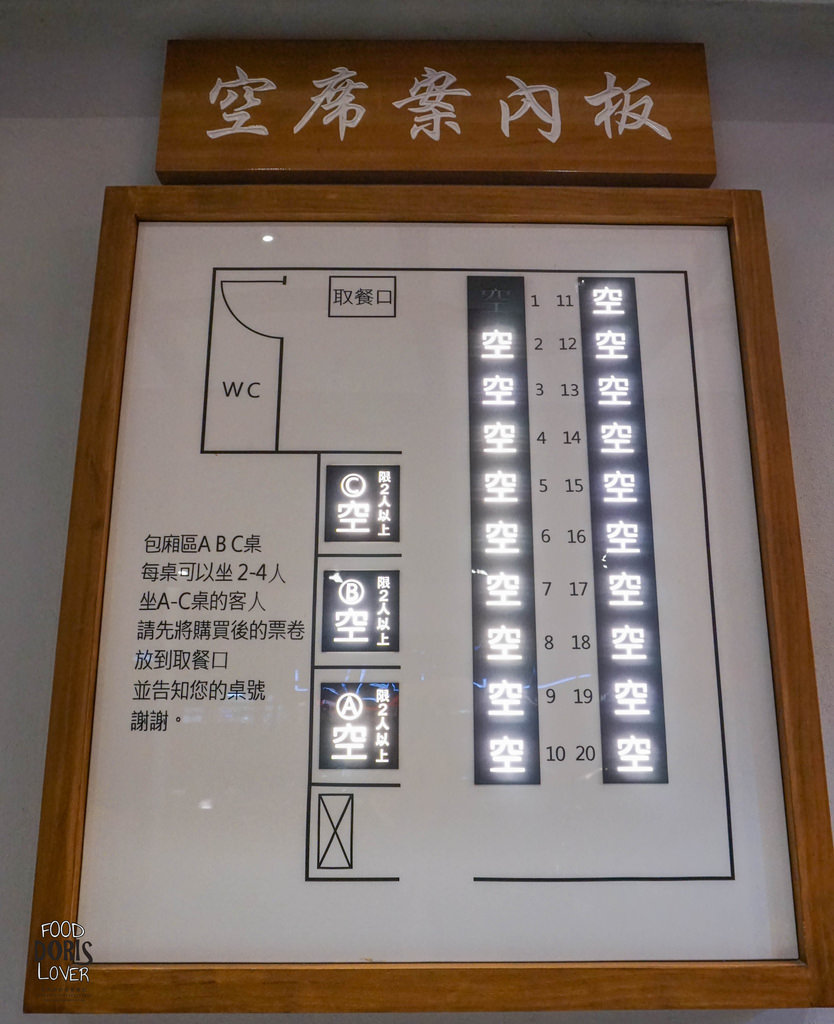 空席案內板
取餐口
空 1 11 空
空 2 12 空
空 3 13 空
空 4 14 空
空 5 15 空
空 6 16 空
空 7 17 空
空 8 18 空
空 9 19 空
空 10 20 空
WC
Ⓒ空
限2人以上
Ⓑ空
限2人以上
Ⓐ空
限2人以上
包廂區A B C桌
每桌可以坐 2-4人
坐A-C桌的客人
請先將購買後的票卷
放到取餐口
並告知您的桌號
謝謝。
FOOD
DORIS
LOVER